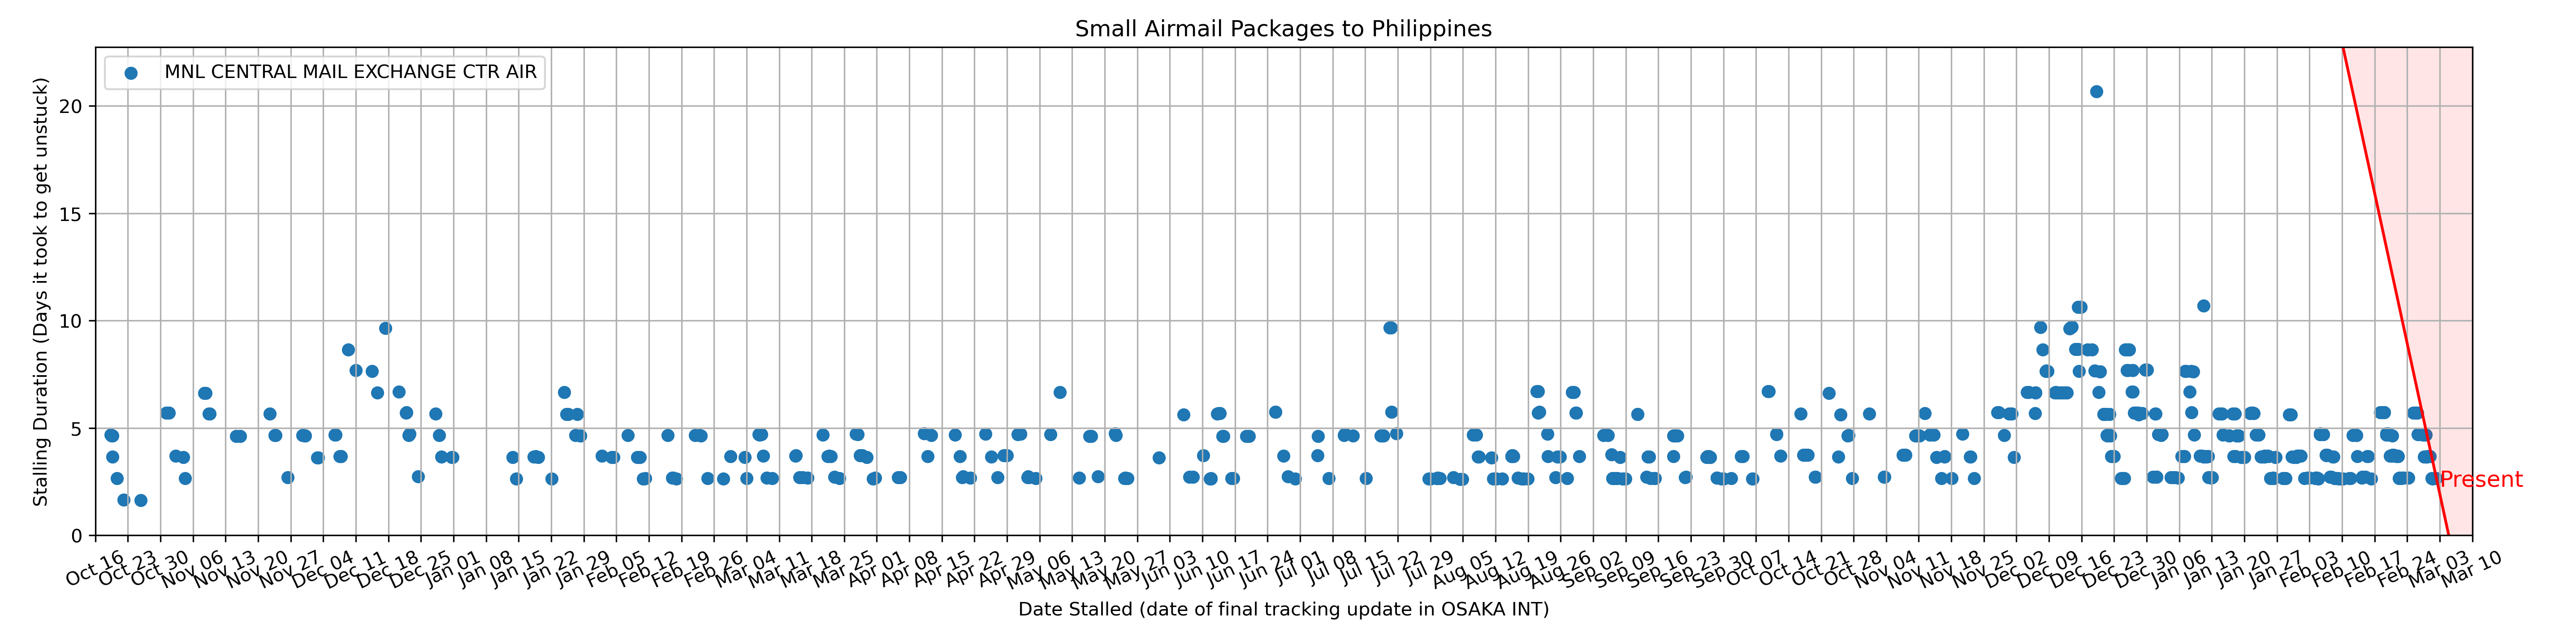 Small Airmail Packages to Philippines
MNL CENTRAL MAIL EXCHANGE CTR AIR
Stalling Duration (Days it took to get unstuck)
20
15
10
5
0
Present
Oct 16
Oct 23
Oct 30
Nov 06
Nov 13
Nov 20
Nov 27
Dec 04
Dec 11
Dec 18
Dec 25
Jan 01
Jan 08
Jan 15
Jan 22
Jan 29
Feb 05
Feb 12
Feb 19
Feb 26
Mar 04
Mar 11
Mar 18
Mar 25
Apr 01
Apr 08
Apr 15
Apr 22
Apr 29
May 06
May 13
May 20
May 27
Jun 03
Jun 10
Jun 17
Jun 24
Jul 01
Jul 08
Jul 15
Jul 22
Jul 29
Aug 05
Aug 12
Aug 19
Aug 26
Sep 02
Sep 09
Sep 16
Sep 23
Sep 30
Oct 07
Oct 14
Oct 21
Oct 28
Nov 04
Nov 11
Nov 18
Nov 25
Dec 02
Dec 09
Dec 16
Dec 23
Dec 30
Jan 06
Jan 13
Jan 20
Jan 27
Feb 03
Feb 10
Feb 17
Feb 24
Mar 03
Mar 10
Date Stalled (date of final tracking update in OSAKA INT)